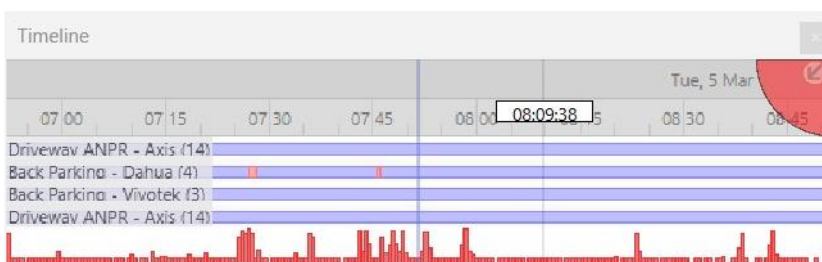 Timeline
Tue, 5 Mar
07 00 07 15 07 30 07 45 08 00 08:09:38 5 08 30 08 45
Driveway ANPR - Axis (14)
Back Parking - Dahua (4)
Back Parking - Vivotek (3)
Driveway ANPR - Axis (14)